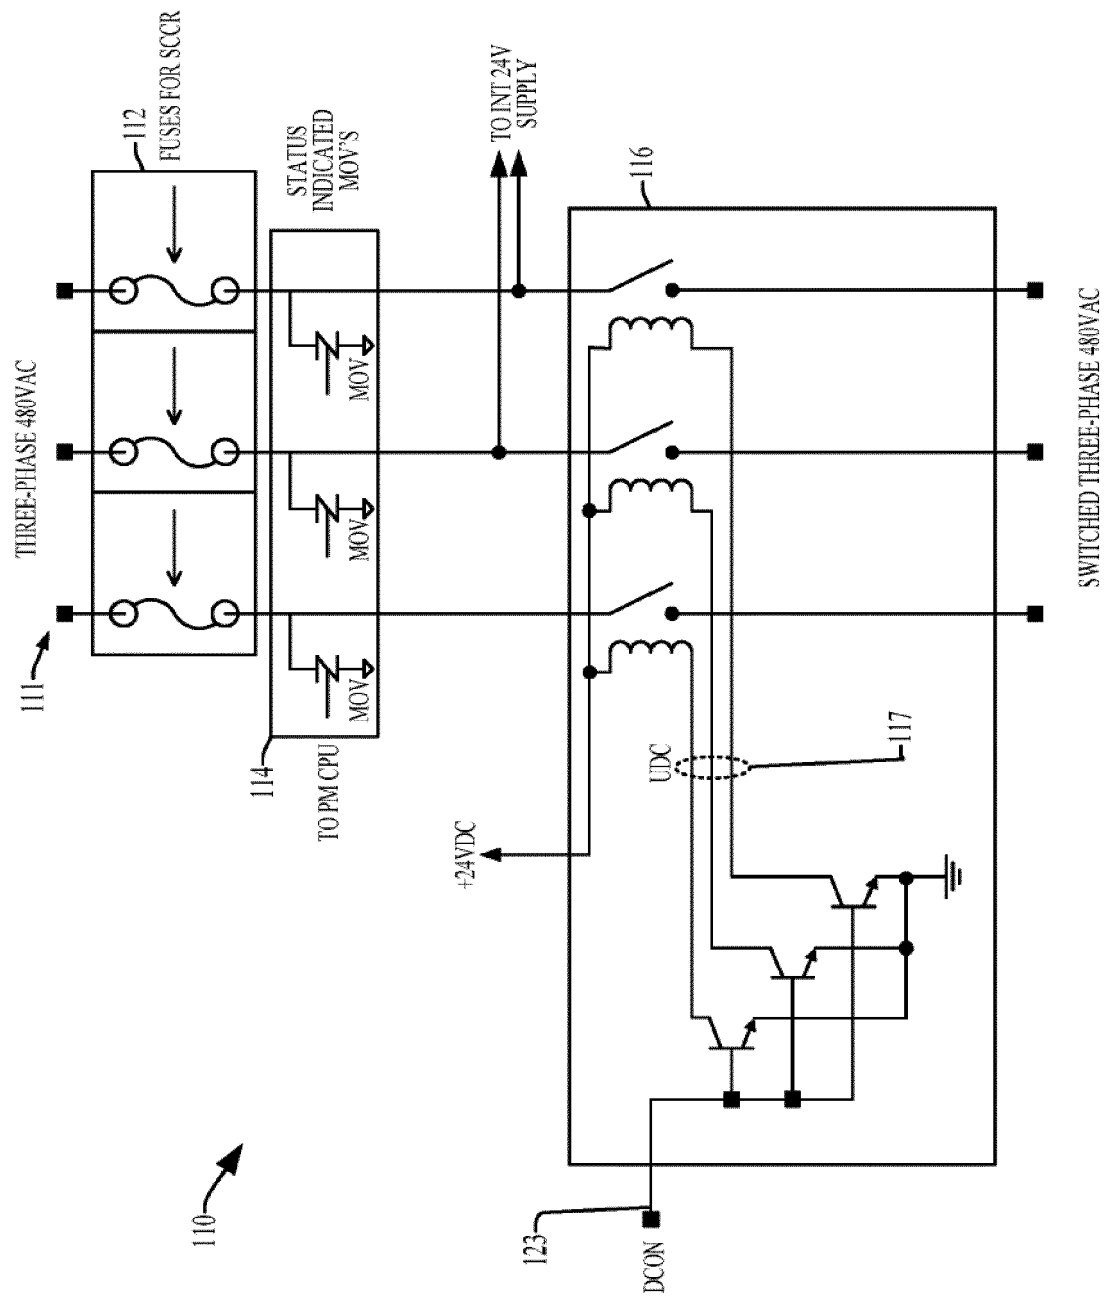 THREE-PHASE 480VAC
111
112
FUSES FOR SCCR
STATUS
INDICATED
MOV'S
114
TO PM CPU
MOV
MOV
MOV
TO INT 24V
SUPPLY
+24VDC
116
UDC
117
110
123
DCON
SWITCHED THREE-PHASE 480VAC